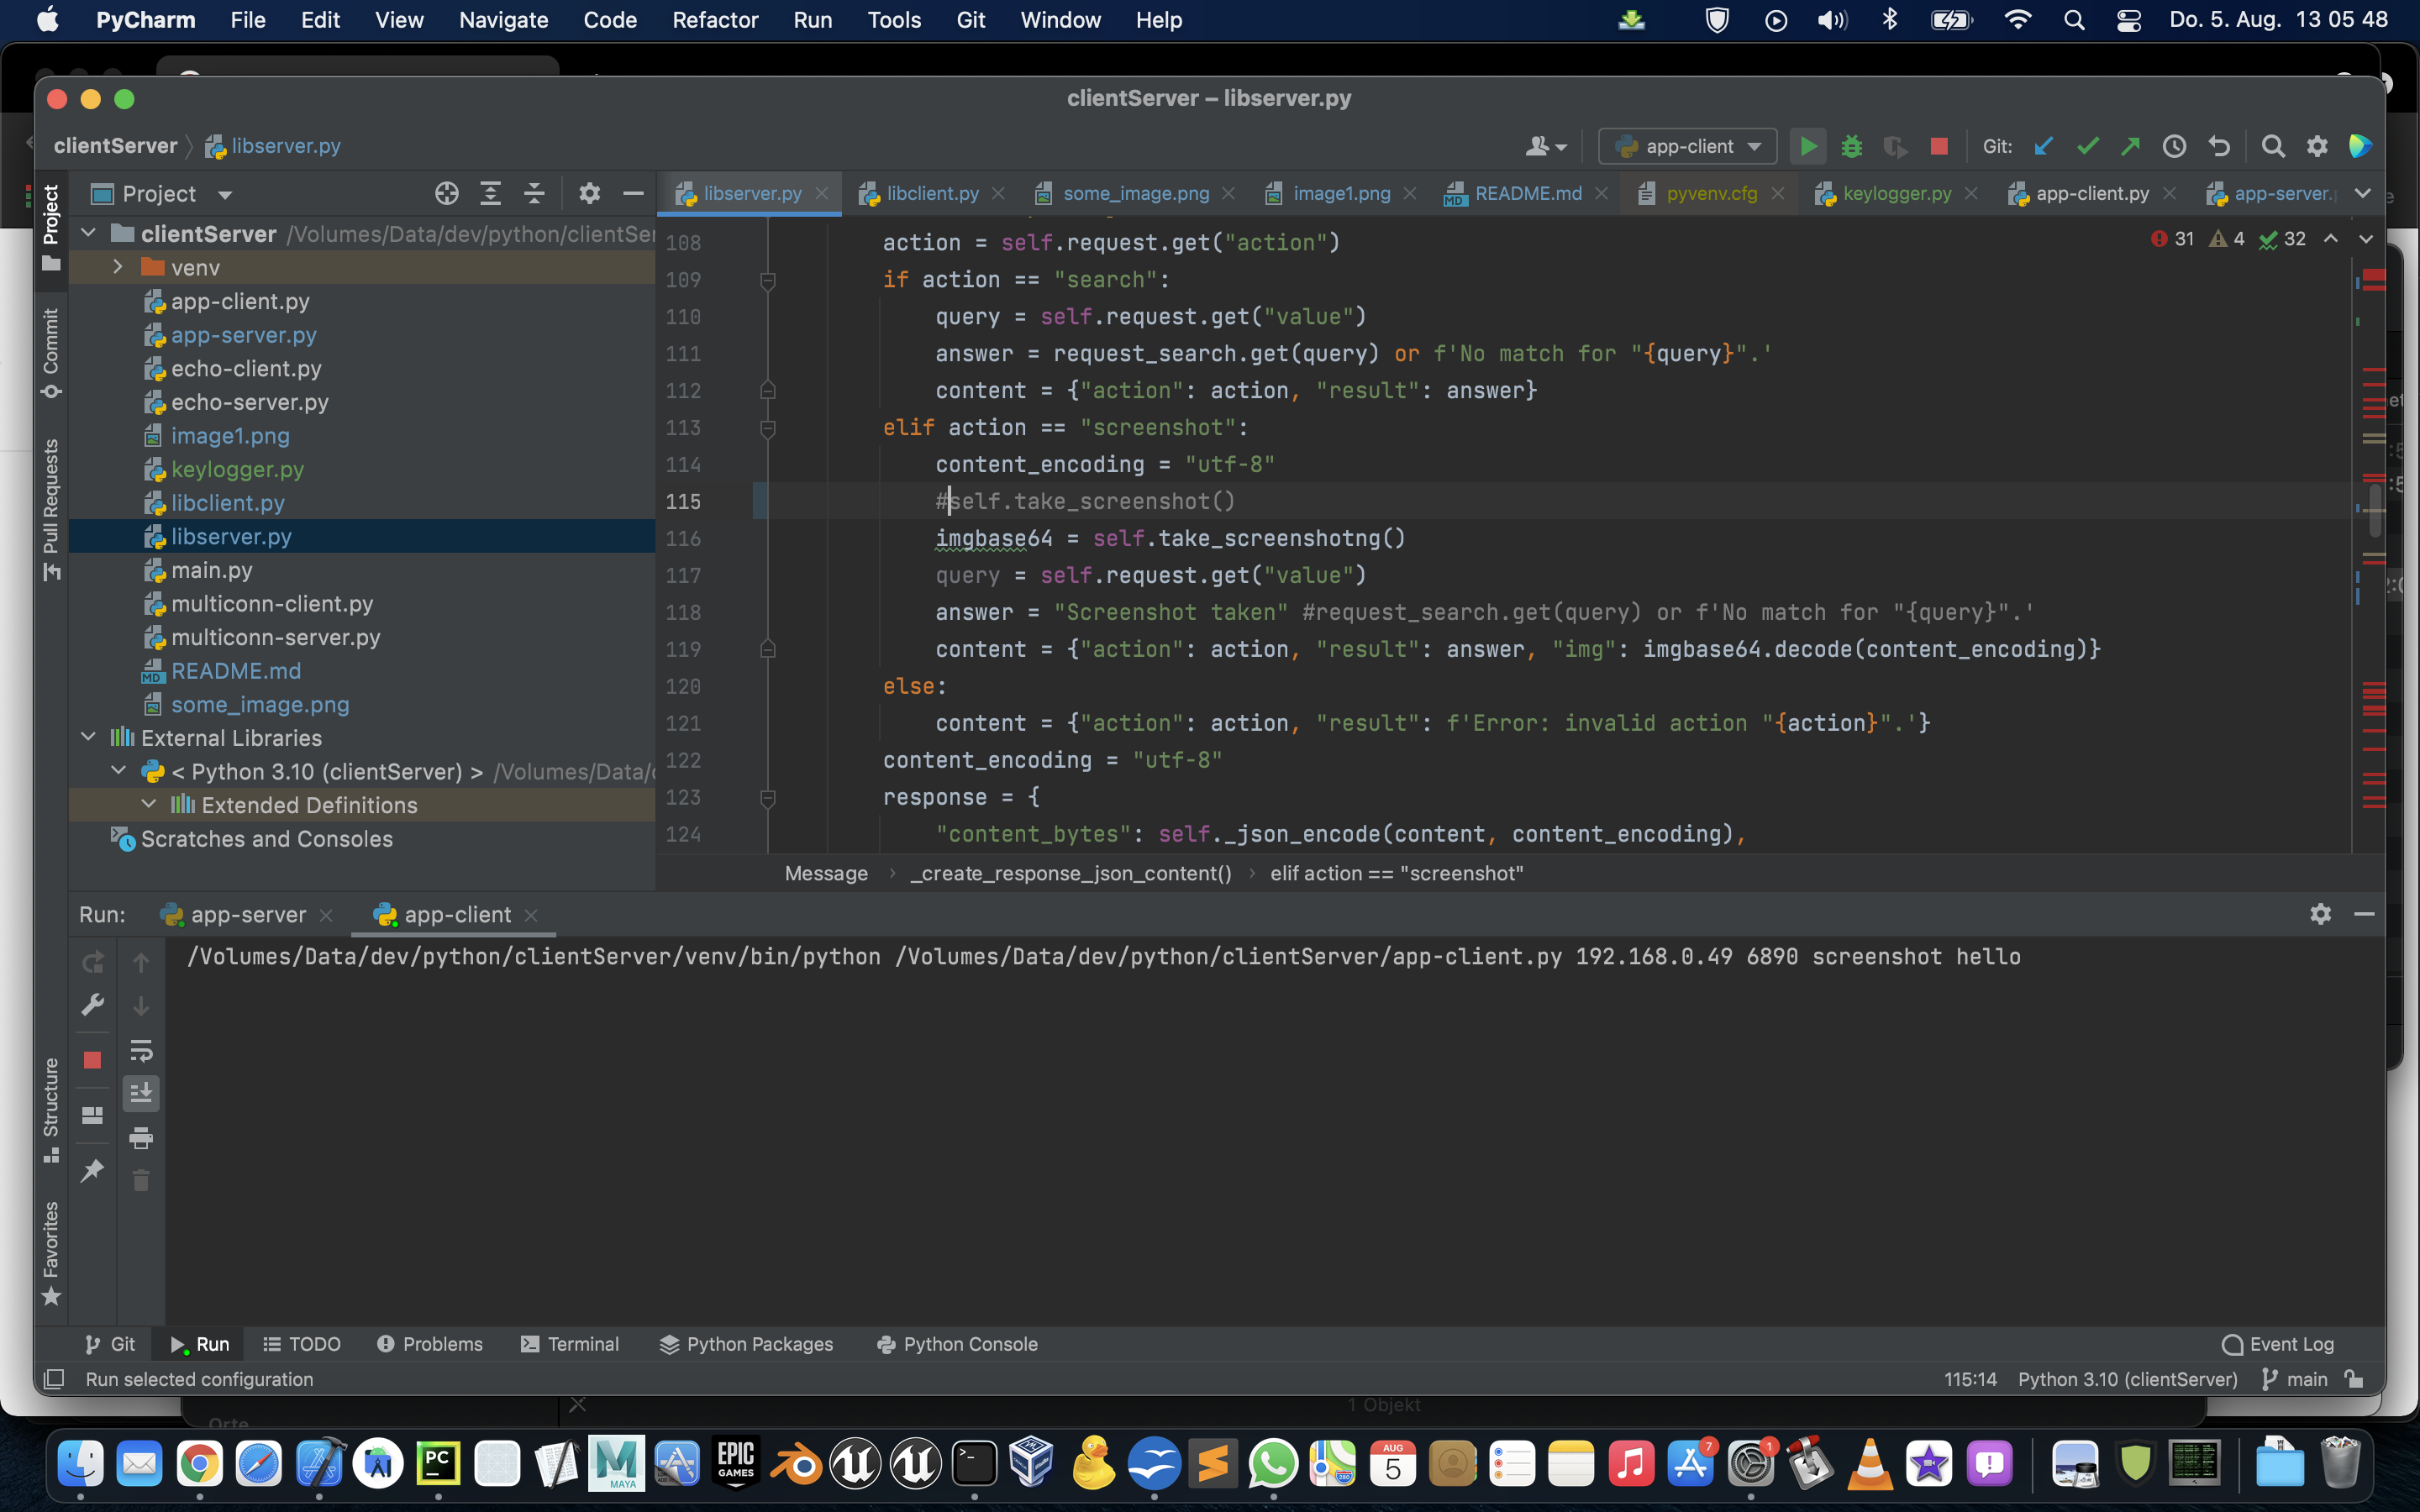 PyCharm File Edit View Navigate Code Refactor Run Tools Git Window Help Do. 5. Aug. 13 05 48
clientServer – libserver.py
clientServer libserver.py app-client Git:
Project libserver.py libclient.py some_image.png image1.png README.md pyvenv.cfg keylogger.py app-client.py app-server.
31 4 32
Project
Commit
Pull Requests
Structure
Favorites
clientServer /Volumes/Data/dev/python/clientSer
venv
app-client.py
app-server.py
echo-client.py
echo-server.py
image1.png
keylogger.py
libclient.py
libserver.py
main.py
multiconn-client.py
multiconn-server.py
README.md
some_image.png
External Libraries
< Python 3.10 (clientServer) > /Volumes/Data/
Extended Definitions
Scratches and Consoles
108 action = self.request.get("action")
109 if action == "search":
110 query = self.request.get("value")
111 answer = request_search.get(query) or f'No match for "{query}".'
112 content = {"action": action, "result": answer}
113 elif action == "screenshot":
114 content_encoding = "utf-8"
115 #self.take_screenshot()
116 imgbase64 = self.take_screenshotng()
117 query = self.request.get("value")
118 answer = "Screenshot taken" #request_search.get(query) or f'No match for "{query}".'
119 content = {"action": action, "result": answer, "img": imgbase64.decode(content_encoding)}
120 else:
121 content = {"action": action, "result": f'Error: invalid action "{action}".'}
122 content_encoding = "utf-8"
123 response = {
124 "content_bytes": self._json_encode(content, content_encoding),
Message _create_response_json_content() elif action == "screenshot"
Run: app-server app-client
/Volumes/Data/dev/python/clientServer/venv/bin/python /Volumes/Data/dev/python/clientServer/app-client.py 192.168.0.49 6890 screenshot hello
Git Run TODO Problems Terminal Python Packages Python Console Event Log
Run selected configuration 115:14 Python 3.10 (clientServer) main
Orte 1 Objekt
PC
MAYA
EPIC GAMES
AUG
5
7
1